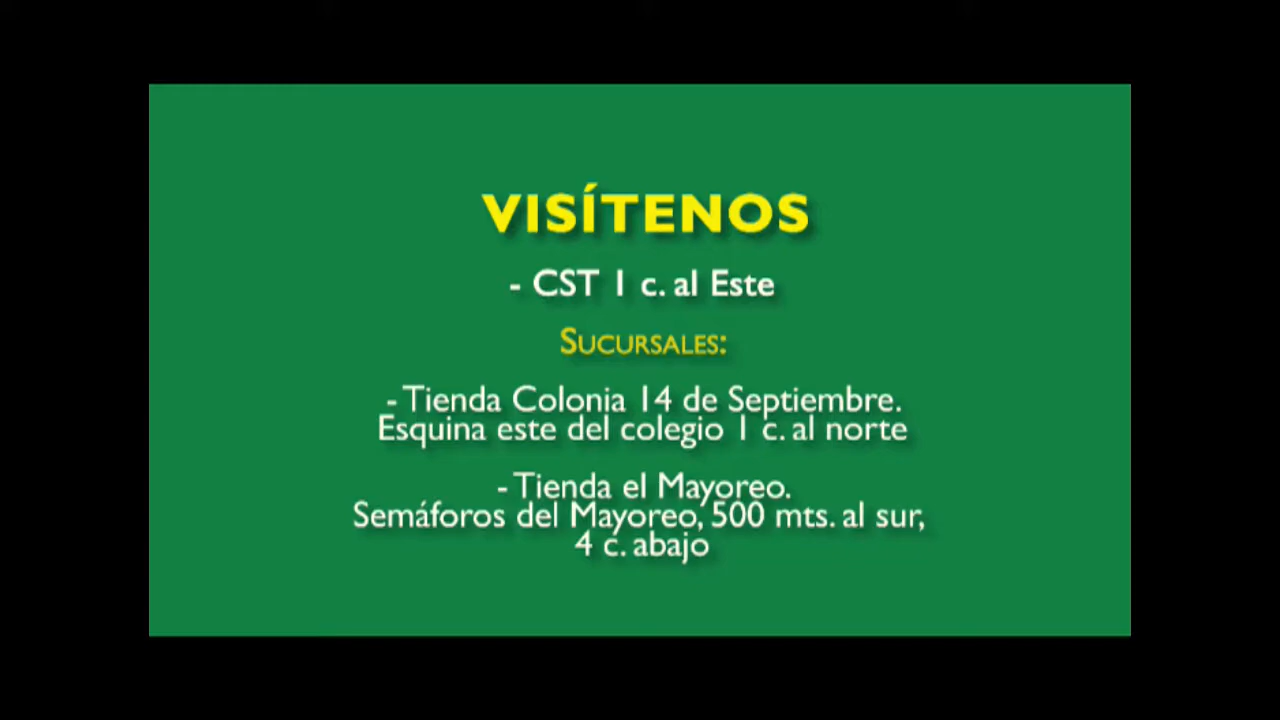 VISÍTENOS
- CST 1 c. al Este
SUCURSALES:
- Tienda Colonia 14 de Septiembre.
Esquina este del colegio 1 c. al norte
- Tienda el Mayoreo.
Semáforos del Mayoreo, 500 mts. al sur,
4 c. abajo